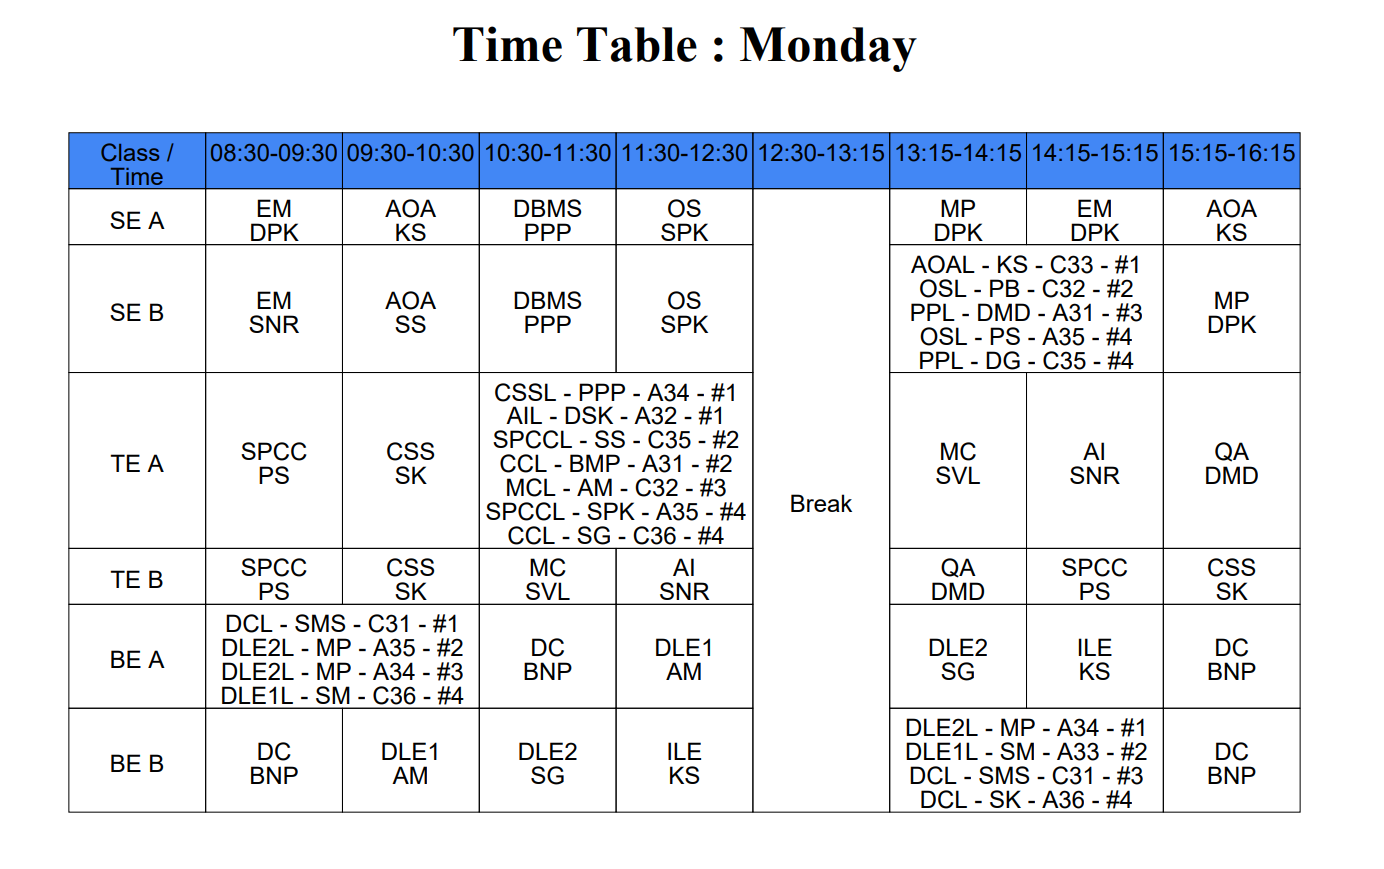 Time Table : Monday
Class / Time 08:30-09:30 09:30-10:30 10:30-11:30 11:30-12:30 12:30-13:15 13:15-14:15 14:15-15:15 15:15-16:15
SE A
EM
DPK
AOA
KS
DBMS
PPP
OS
SPK
MP
DPK
EM
DPK
AOA
KS
SE B
EM
SNR
AOA
SS
DBMS
PPP
OS
SPK
AOAL - KS - C33 - #1
OSL - PB - C32 - #2
PPL - DMD - A31 - #3
OSL - PS - A35 - #4
PPL - DG - C35 - #4
MP
DPK
TE A
SPCC
PS
CSS
SK
CSSL - PPP - A34 - #1
AIL - DSK - A32 - #1
SPCCL - SS - C35 - #2
CCL - BMP - A31 - #2
MCL - AM - C32 - #3
SPCCL - SPK - A35 - #4
CCL - SG - C36 - #4
Break
MC
SVL
AI
SNR
QA
DMD
TE B
SPCC
PS
CSS
SK
MC
SVL
AI
SNR
QA
DMD
SPCC
PS
CSS
SK
BE A
DCL - SMS - C31 - #1
DLE2L - MP - A35 - #2
DLE2L - MP - A34 - #3
DLE1L - SM - C36 - #4
DC
BNP
DLE1
AM
DLE2
SG
ILE
KS
DC
BNP
BE B
DC
BNP
DLE1
AM
DLE2
SG
ILE
KS
DLE2L - MP - A34 - #1
DLE1L - SM - A33 - #2
DCL - SMS - C31 - #3
DCL - SK - A36 - #4
DC
BNP